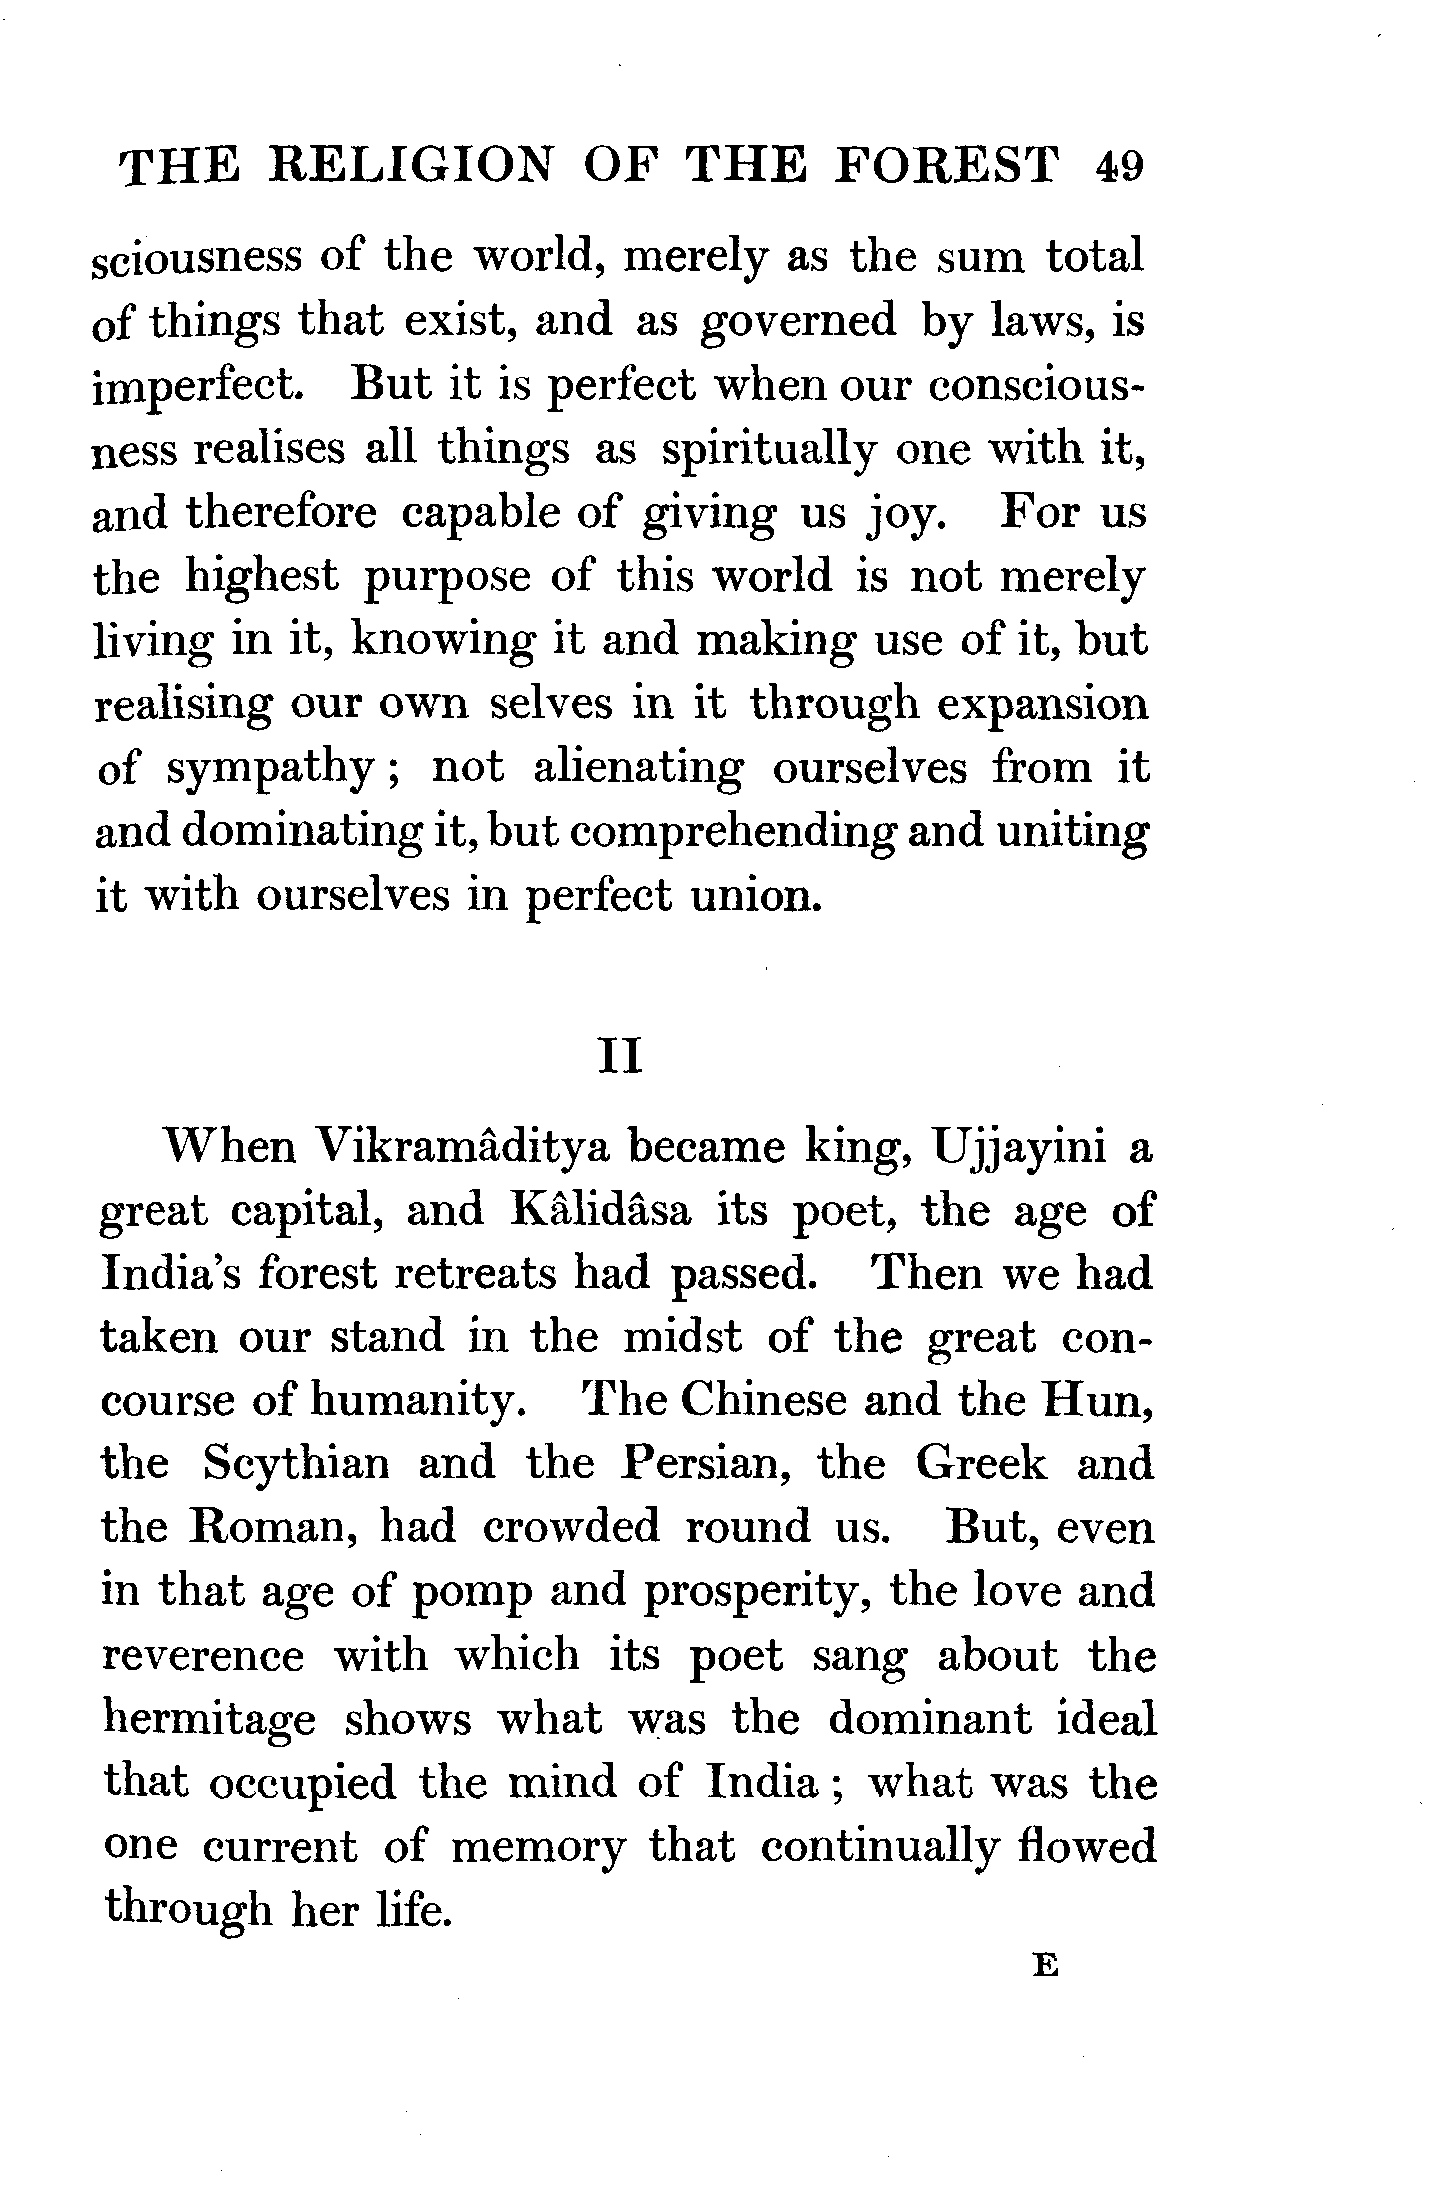 THE RELIGION OF THE FOREST 49
sciousness of the world, merely as the sum total
of things that exist, and as governed by laws, is
imperfect. But it is perfect when our conscious-
ness realises all things as spiritually one with it,
and therefore capable of giving us joy. For us
the highest purpose of this world is not merely
living in it, knowing it and making use of it, but
realising our own selves in it through expansion
of sympathy ; not alienating ourselves from it
and dominating it, but comprehending and uniting
it with ourselves in perfect union.
II
When Vikramâditya became king, Ujjayini a
great capital, and Kâlidâsa its poet, the age of
India's forest retreats had passed. Then we had
taken our stand in the midst of the great con-
course of humanity. The Chinese and the Hun,
the Scythian and the Persian, the Greek and
the Roman, had crowded round us. But, even
in that age of pomp and prosperity, the love and
reverence with which its poet sang about the
hermitage shows what was the dominant ideal
that occupied the mind of India ; what was the
one current of memory that continually flowed
through her life.
E